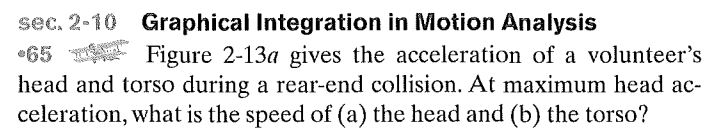 sec. 2-10 Graphical Integration in Motion Analysis
•65 Figure 2-13a gives the acceleration of a volunteer's
head and torso during a rear-end collision. At maximum head ac-
celeration, what is the speed of (a) the head and (b) the torso?